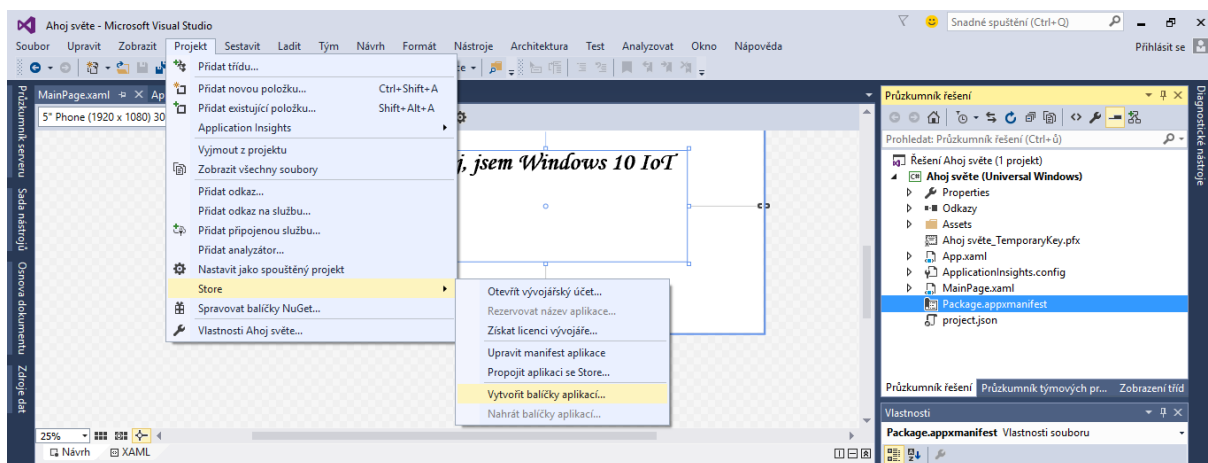 Ahoj světe - Microsoft Visual Studio
Snadné spuštění (Ctrl+Q)
Soubor Upravit Zobrazit Projekt Sestavit Ladit Tým Návrh Formát Nástroje Architektura Test Analyzovat Okno Nápověda
Přihlásit se
Přidat třídu...
Přidat novou položku... Ctrl+Shift+A
Přidat existující položku... Shift+Alt+A
Application Insights
Vyjmout z projektu
Zobrazit všechny soubory
Přidat odkaz...
Přidat odkaz na službu...
Přidat připojenou službu...
Přidat analyzátor...
Nastavit jako spouštěný projekt
Store
Spravovat balíčky NuGet...
Vlastnosti Ahoj světe...
Otevřít vývojářský účet...
Rezervovat název aplikace...
Získat licenci vývojáře...
Upravit manifest aplikace
Propojit aplikaci se Store...
Vytvořit balíčky aplikací...
Nahrát balíčky aplikací...
Průzkumník serveru
Sada nástrojů
Osnova dokumentu
Zdroje dat
MainPage.xaml Ap
5" Phone (1920 x 1080) 30
j, jsem Windows 10 IoT
25%
Návrh XAML
Průzkumník řešení
Prohledat: Průzkumník řešení (Ctrl+ů)
Řešení Ahoj světe (1 projekt)
Ahoj světe (Universal Windows)
Properties
Odkazy
Assets
Ahoj světe_TemporaryKey.pfx
App.xaml
ApplicationInsights.config
MainPage.xaml
Package.appxmanifest
project.json
Průzkumník řešení Průzkumník týmových pr... Zobrazení tříd
Vlastnosti
Package.appxmanifest Vlastnosti souboru
Diagnostické nástroje